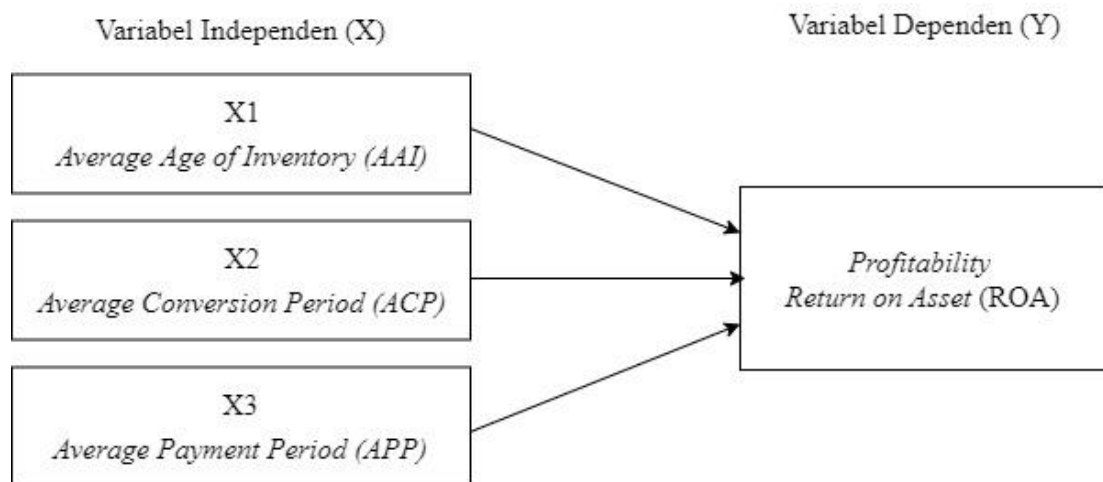 Variabel Independen (X)
Variabel Dependen (Y)
X1
Average Age of Inventory (AAI)
X2
Average Conversion Period (ACP)
X3
Average Payment Period (APP)
Profitability
Return on Asset (ROA)